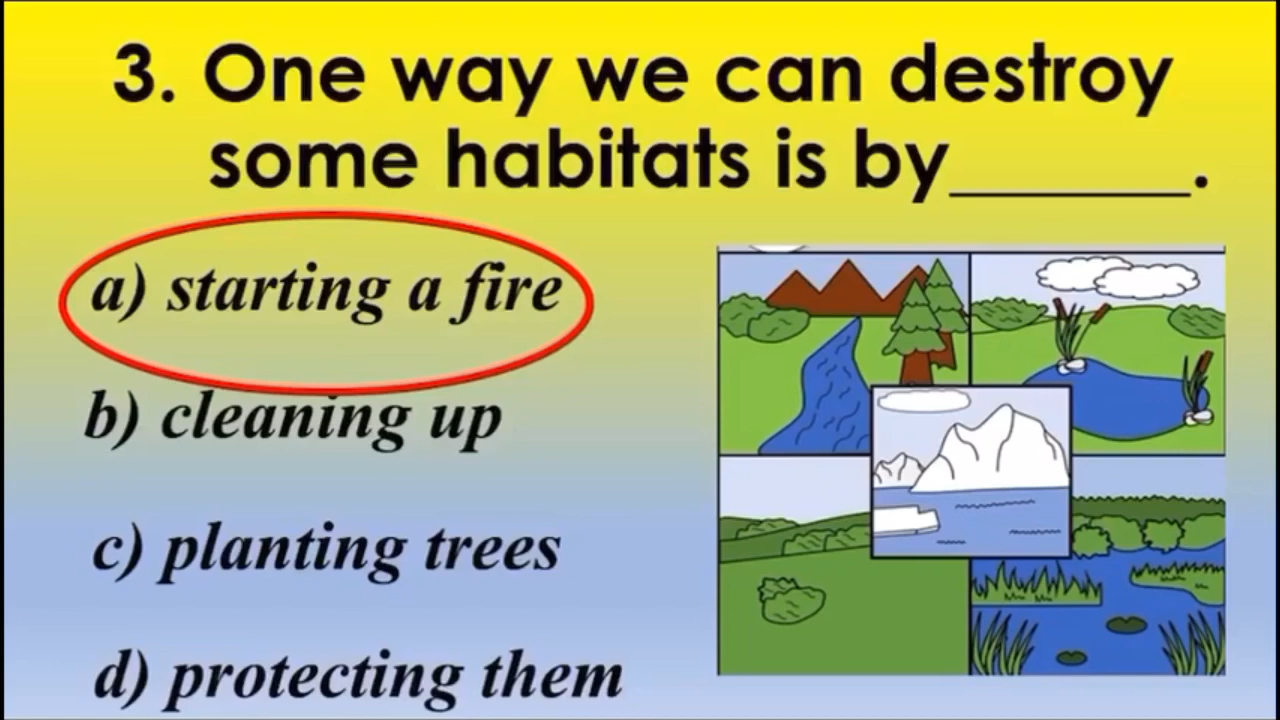 3. One way we can destroy
some habitats is by______.
a) starting a fire
b) cleaning up
c) planting trees
d) protecting them